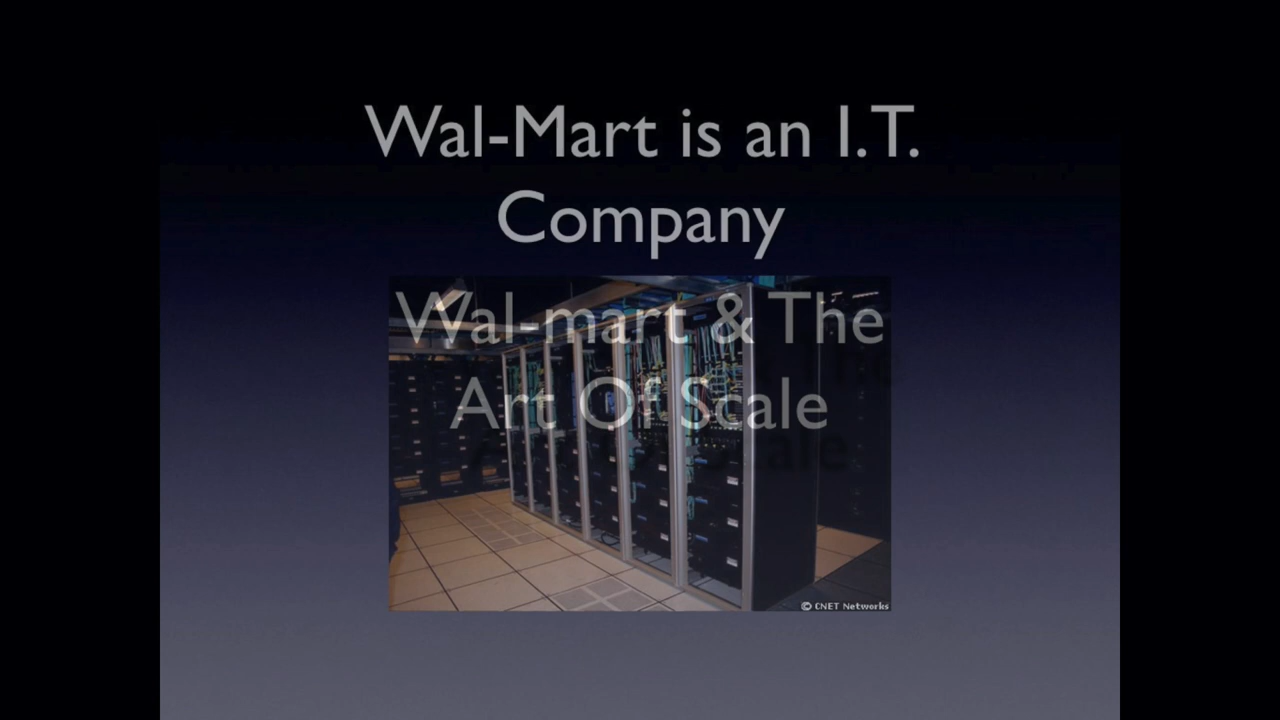 Wal-Mart is an I.T.
Company
Wal-mart & The
Art Of Scale
© CNET Networks